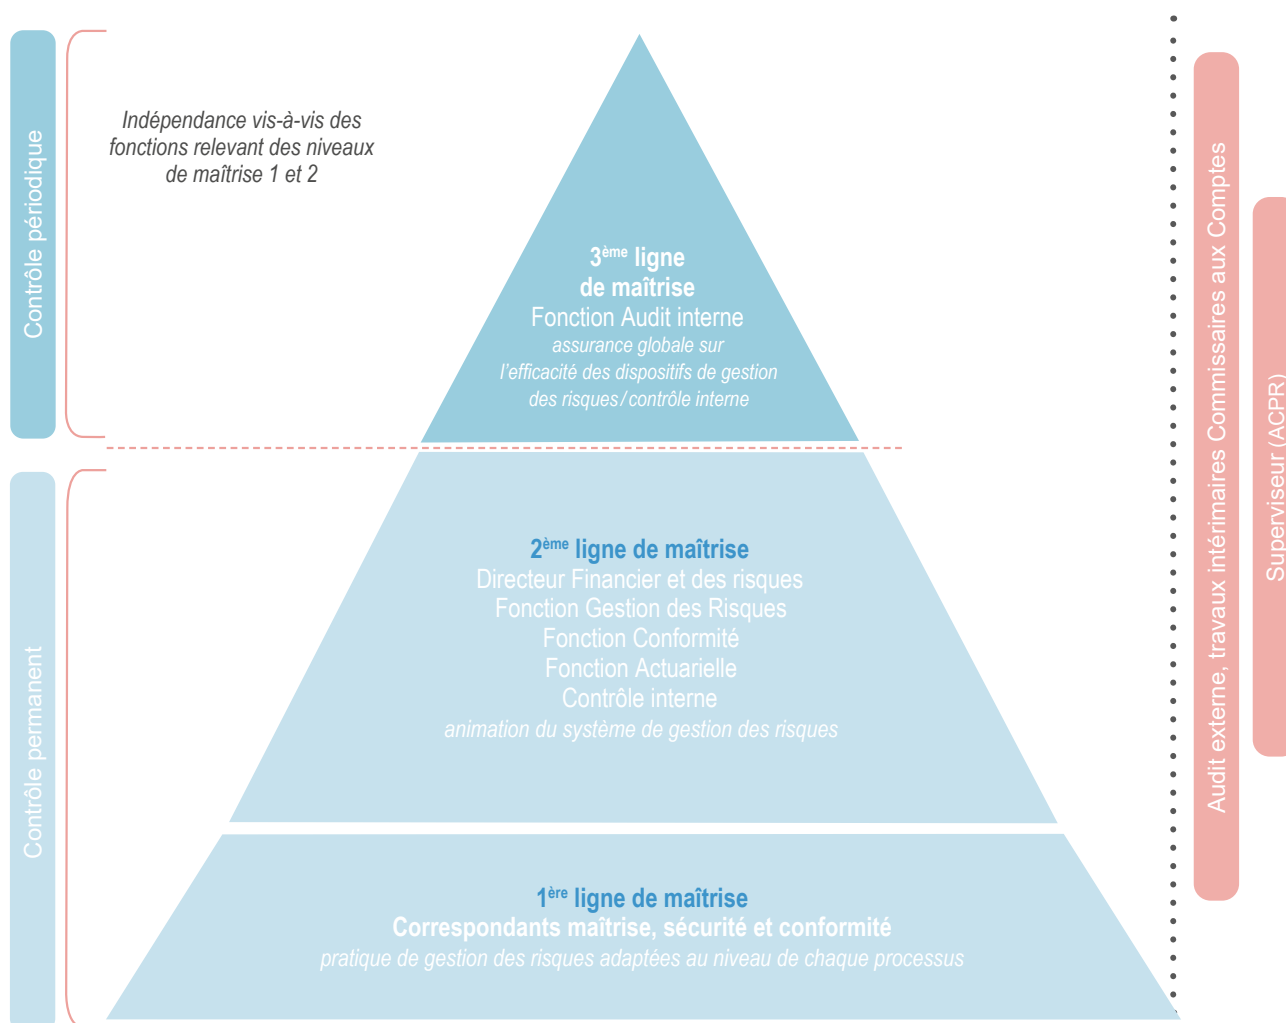 Contrôle périodique
Indépendance vis-à-vis des
fonctions relevant des niveaux
de maîtrise 1 et 2
3ème ligne
de maîtrise
Fonction Audit interne
assurance globale sur
l'efficacité des dispositifs de gestion
des risques / contrôle interne
Contrôle permanent
2ème ligne de maîtrise
Directeur Financier et des risques
Fonction Gestion des Risques
Fonction Conformité
Fonction Actuarielle
Contrôle interne
animation du système de gestion des risques
1ère ligne de maîtrise
Correspondants maîtrise, sécurité et conformité
pratique de gestion des risques adaptées au niveau de chaque processus
Audit externe, travaux intérimaires Commissaires aux Comptes
Superviseur (ACPR)